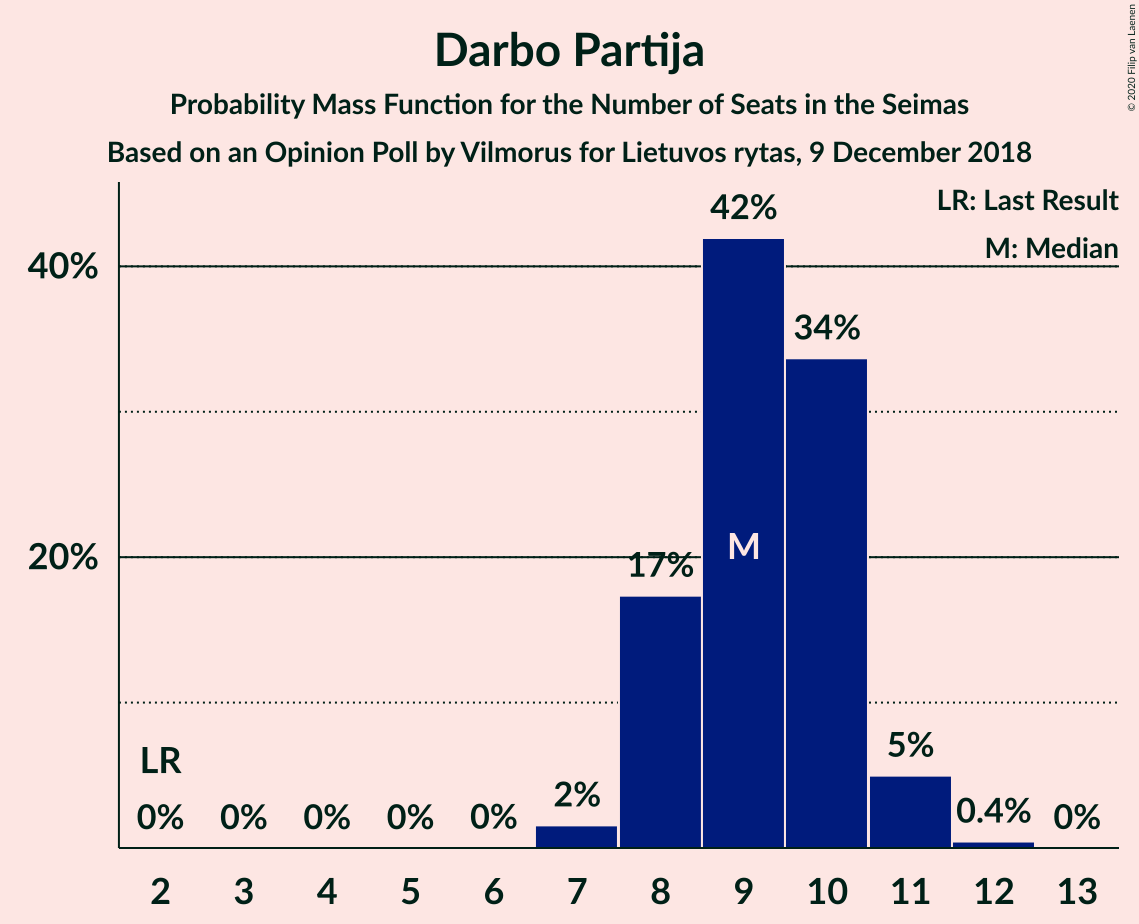 Darbo Partija
Probability Mass Function for the Number of Seats in the Seimas
Based on an Opinion Poll by Vilmorus for Lietuvos rytas, 9 December 2018
© 2020 Filip van Laenen
LR: Last Result
M: Median
40%
20%
LR
0% 0% 0% 0% 0% 2% 17% 42% 34% 5% 0.4% 0%
M
2 3 4 5 6 7 8 9 10 11 12 13